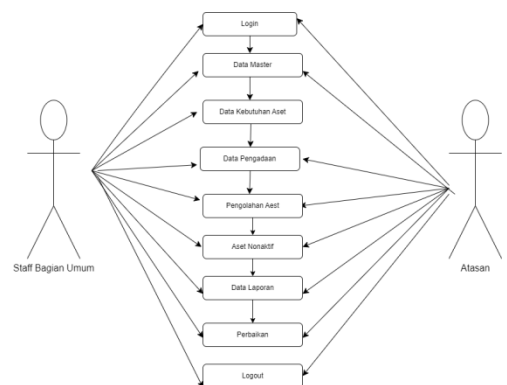 Login
Data Master
Data Kebutuhan Aset
Data Pengadaan
Pengolahan Aest
Aset Nonaktif
Staff Bagian Umum
Atasan
Data Laporan
Perbaikan
Logout